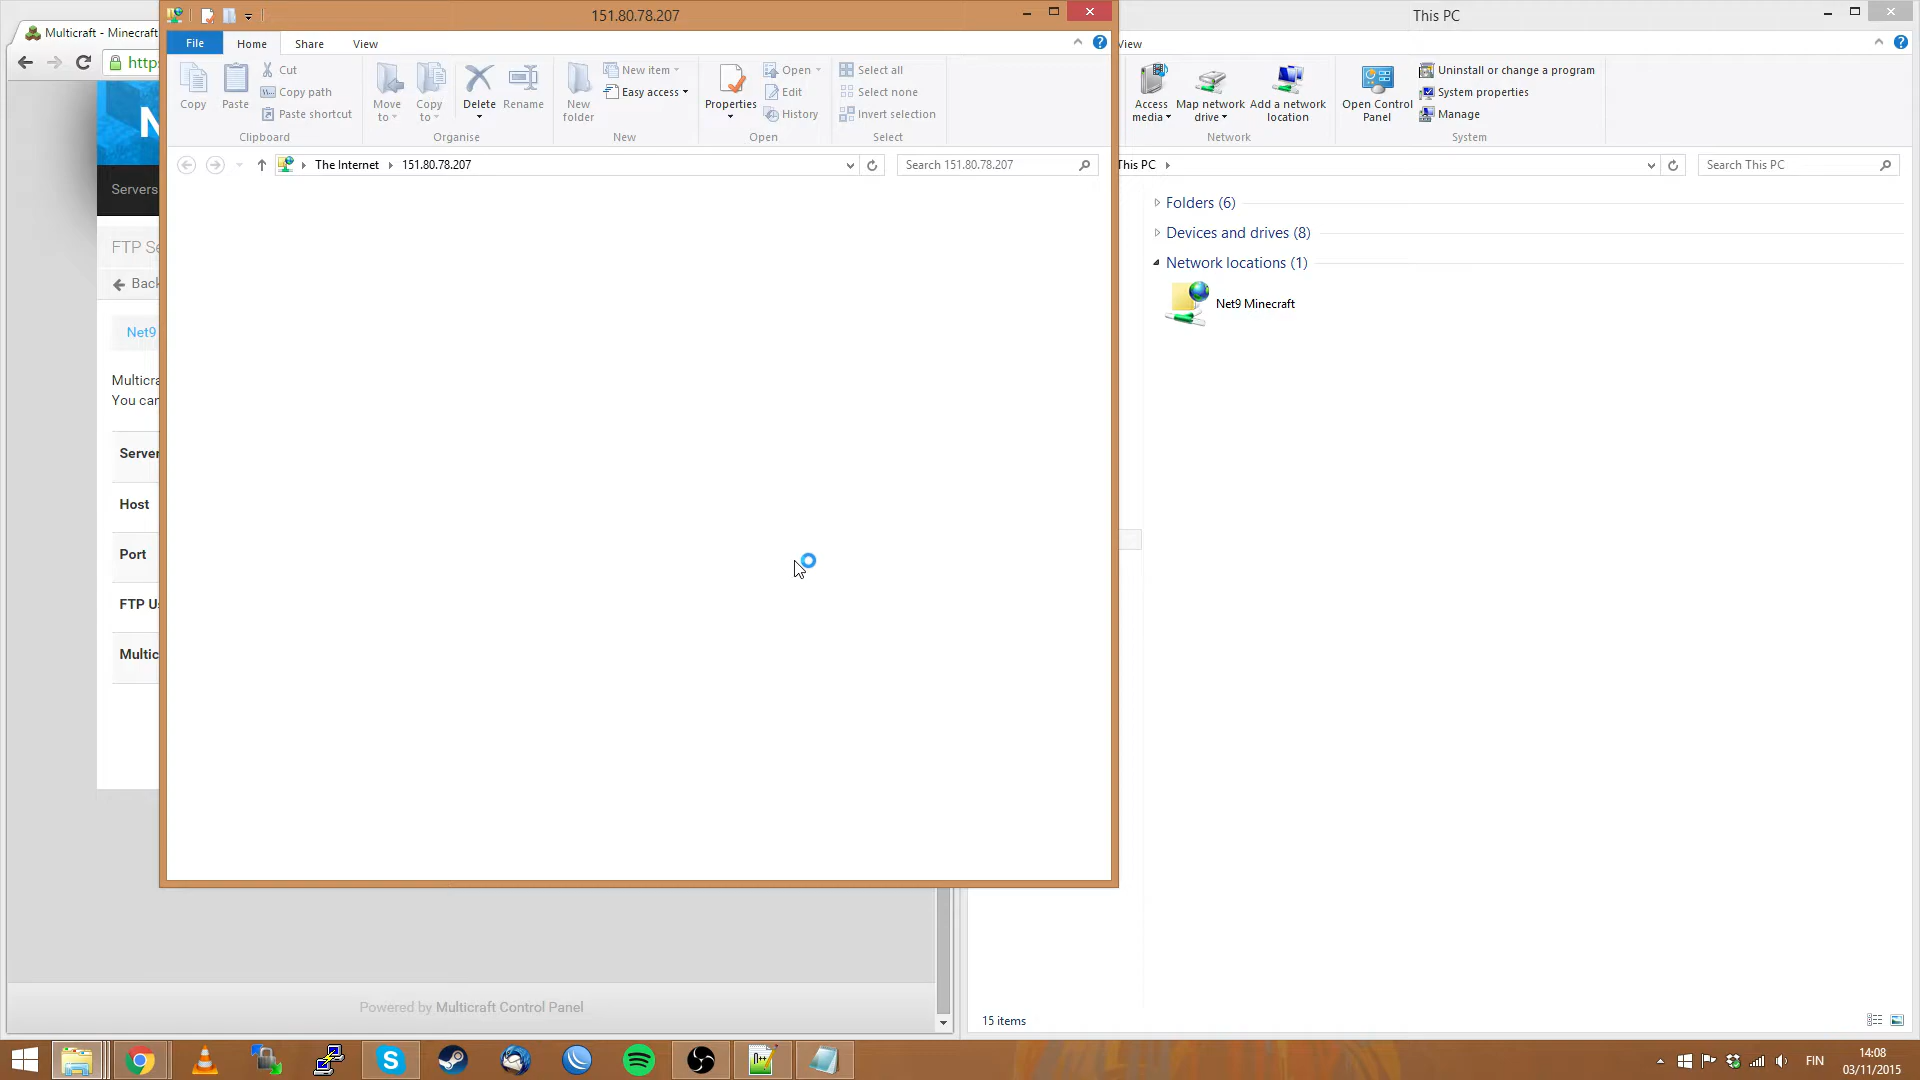 Multicraft - Minecraft
https
N
Servers
FTP Se
Back
Net9
Multicra
You can
Server
Host
Port
FTP Us
Multic
Powered by Multicraft Control Panel
151.80.78.207
File Home Share View
Copy
Paste
Cut
Copy path
Paste shortcut
Clipboard
Move to
Copy to
Delete
Rename
Organise
New folder
New item
Easy access
New
Properties
Open
Edit
History
Open
Select all
Select none
Invert selection
Select
The Internet 151.80.78.207
Search 151.80.78.207
This PC
View
Access media
Map network drive
Add a network location
Network
Open Control Panel
Uninstall or change a program
System properties
Manage
System
This PC
Search This PC
Folders (6)
Devices and drives (8)
Network locations (1)
Net9 Minecraft
15 items
FIN
14:08
03/11/2015